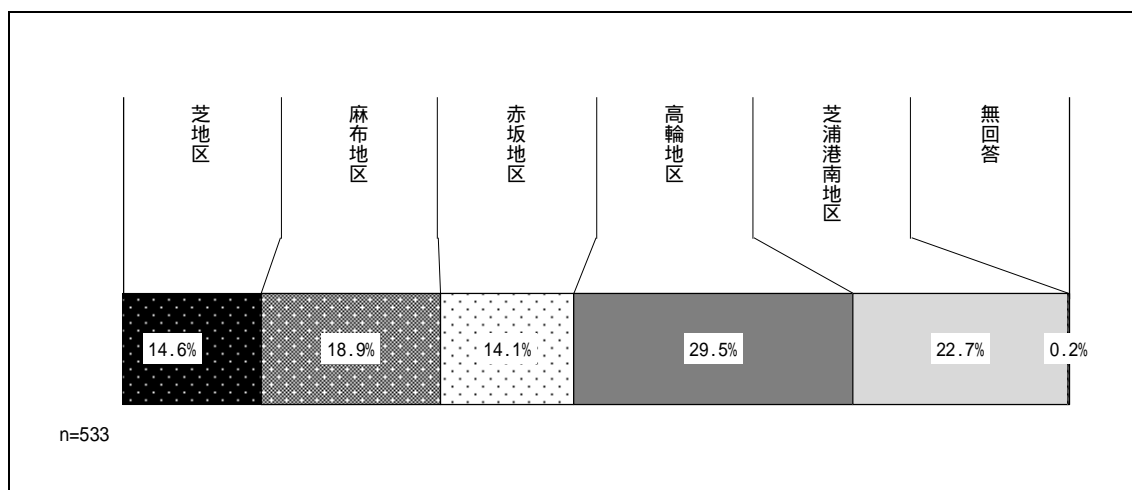 芝地区
麻布地区
赤坂地区
高輪地区
芝浦港南地区
無回答
14.6%
18.9%
14.1%
29.5%
22.7%
0.2%
n=533